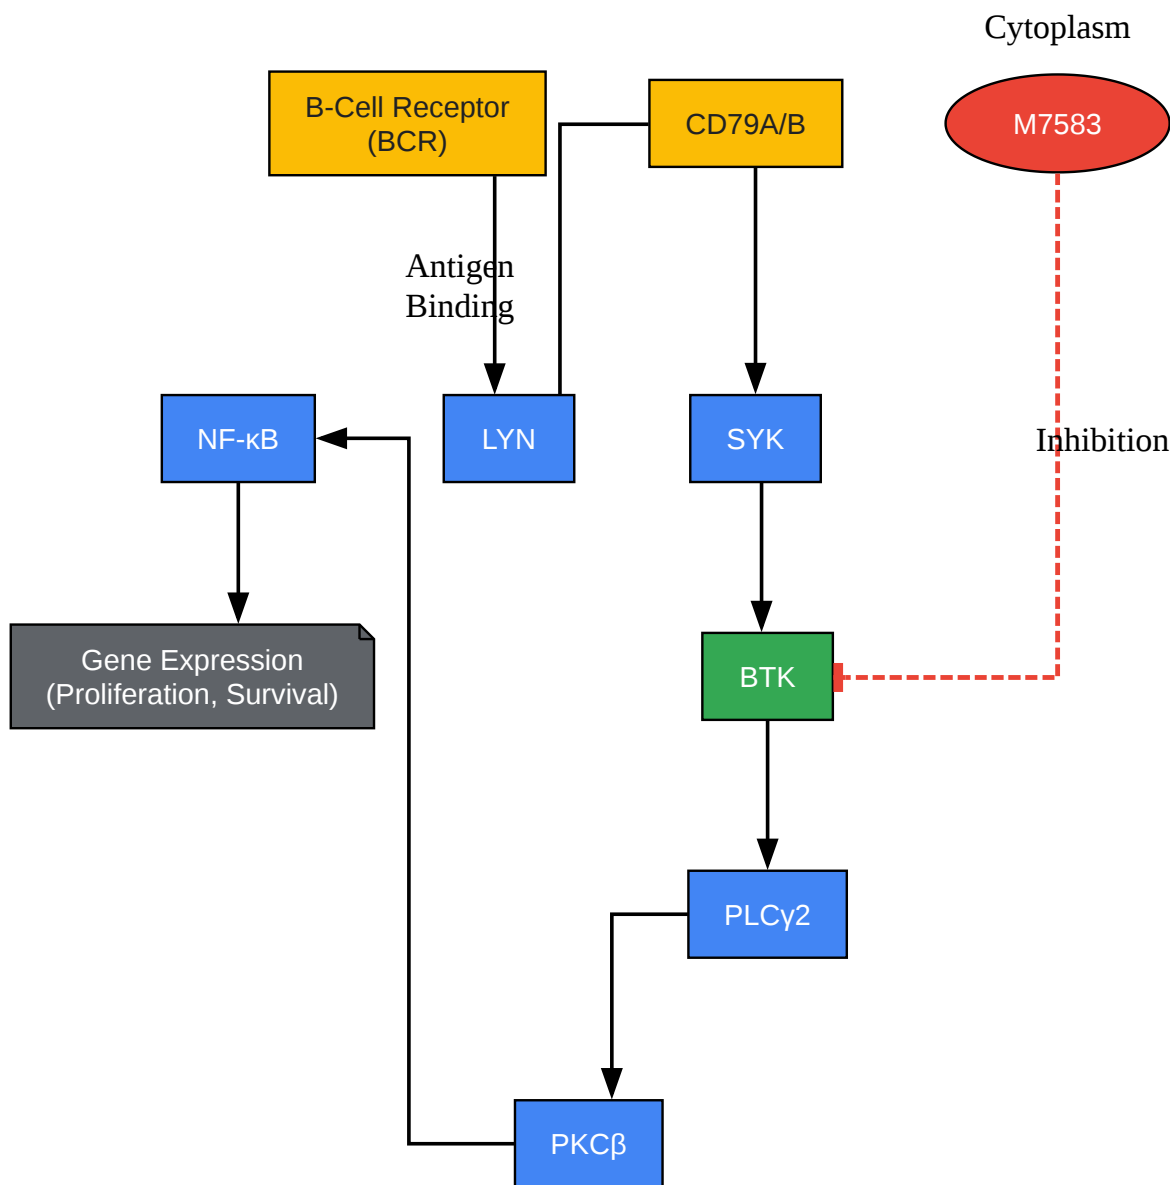 Cytoplasm
B-Cell Receptor
(BCR)
CD79A/B
M7583
Antigen
Binding
NF-κB
LYN
SYK
Inhibition
Gene Expression
(Proliferation, Survival)
BTK
PLCγ2
PKCβ